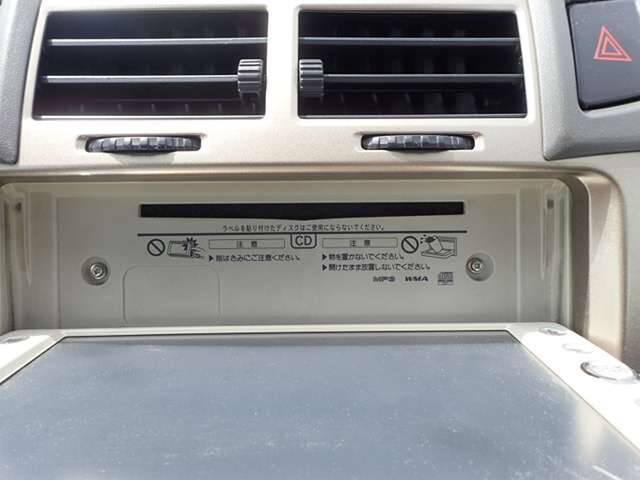 ラベルを貼り付けたディスクはご使用にならないでください。
注意 CD 注意
▶指はさみにご注意ください。
▶物を置かないでください。
▶開けたまま放置しないでください。
MP3 WMA